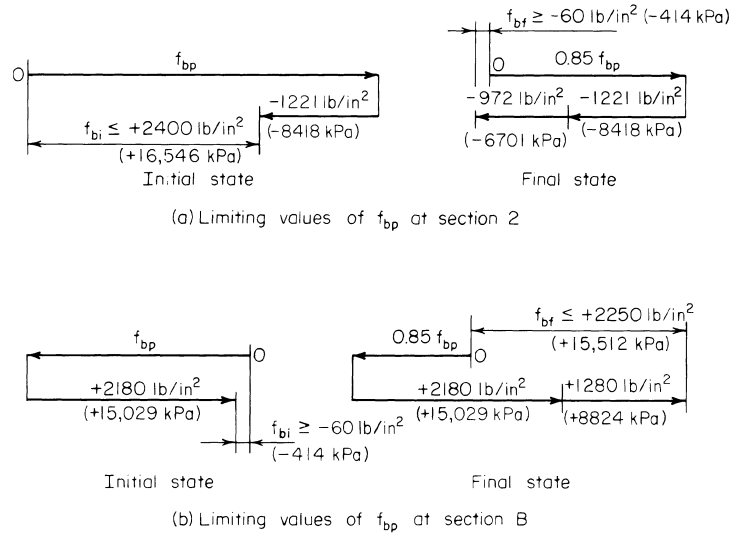 f_bf ≥ -60 lb/in² (-414 kPa)
O f_bp O 0.85 f_bp
-1221 lb/in² -972 lb/in² -1221 lb/in²
f_bi ≤ +2400 lb/in² (-8418 kPa) (-6701 kPa) (-8418 kPa)
(+16,546 kPa)
Initial state Final state
(a) Limiting values of f_bp at section 2
f_bf ≤ +2250 lb/in²
f_bp O 0.85 f_bp O (+15,512 kPa)
+2180 lb/in² +2180 lb/in² +1280 lb/in²
(+15,029 kPa) f_bi ≥ -60 lb/in² (+15,029 kPa) (+8824 kPa)
(-414 kPa)
Initial state Final state
(b) Limiting values of f_bp at section B